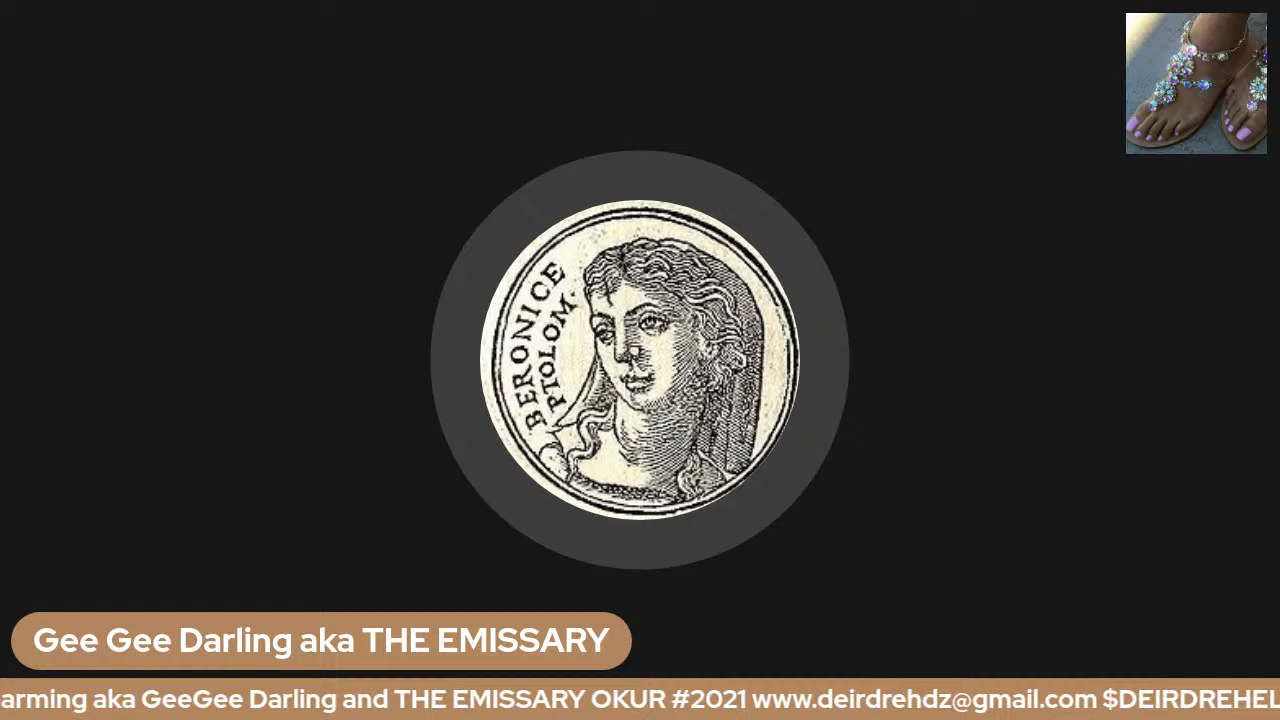 BERONICE
PTOLOM.
Gee Gee Darling aka THE EMISSARY
arming aka GeeGee Darling and THE EMISSARY OKUR #2021 www.deirdrehdz@gmail.com $DEIRDREHEL